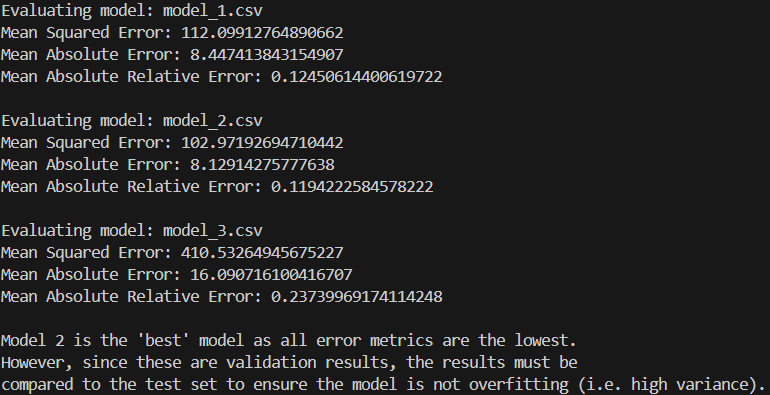 Evaluating model: model_1.csv
Mean Squared Error: 112.09912764890662
Mean Absolute Error: 8.447413843154907
Mean Absolute Relative Error: 0.12450614400619722
Evaluating model: model_2.csv
Mean Squared Error: 102.97192694710442
Mean Absolute Error: 8.12914275777638
Mean Absolute Relative Error: 0.1194222584578222
Evaluating model: model_3.csv
Mean Squared Error: 410.53264945675227
Mean Absolute Error: 16.090716100416707
Mean Absolute Relative Error: 0.23739969174114248
Model 2 is the 'best' model as all error metrics are the lowest.
However, since these are validation results, the results must be
compared to the test set to ensure the model is not overfitting (i.e. high variance).